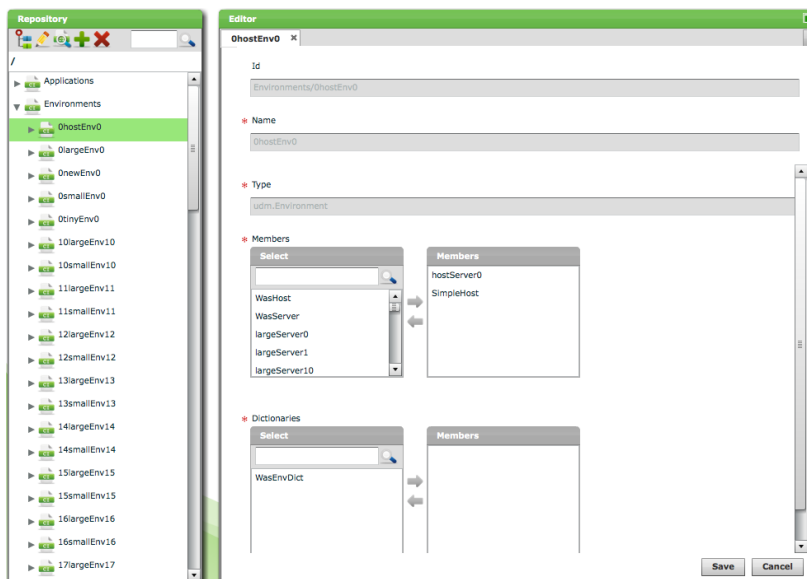 Repository
/
Applications
Environments
0hostEnv0
0largeEnv0
0newEnv0
0smallEnv0
0tinyEnv0
10largeEnv10
10smallEnv10
11largeEnv11
11smallEnv11
12largeEnv12
12smallEnv12
13largeEnv13
13smallEnv13
14largeEnv14
14smallEnv14
15largeEnv15
15smallEnv15
16largeEnv16
16smallEnv16
17largeEnv17
Editor
0hostEnv0
Id
Environments/0hostEnv0
* Name
0hostEnv0
* Type
udm.Environment
* Members
Select
WasHost
WasServer
largeServer0
largeServer1
largeServer10
Members
hostServer0
SimpleHost
* Dictionaries
Select
WasEnvDict
Members
Save Cancel